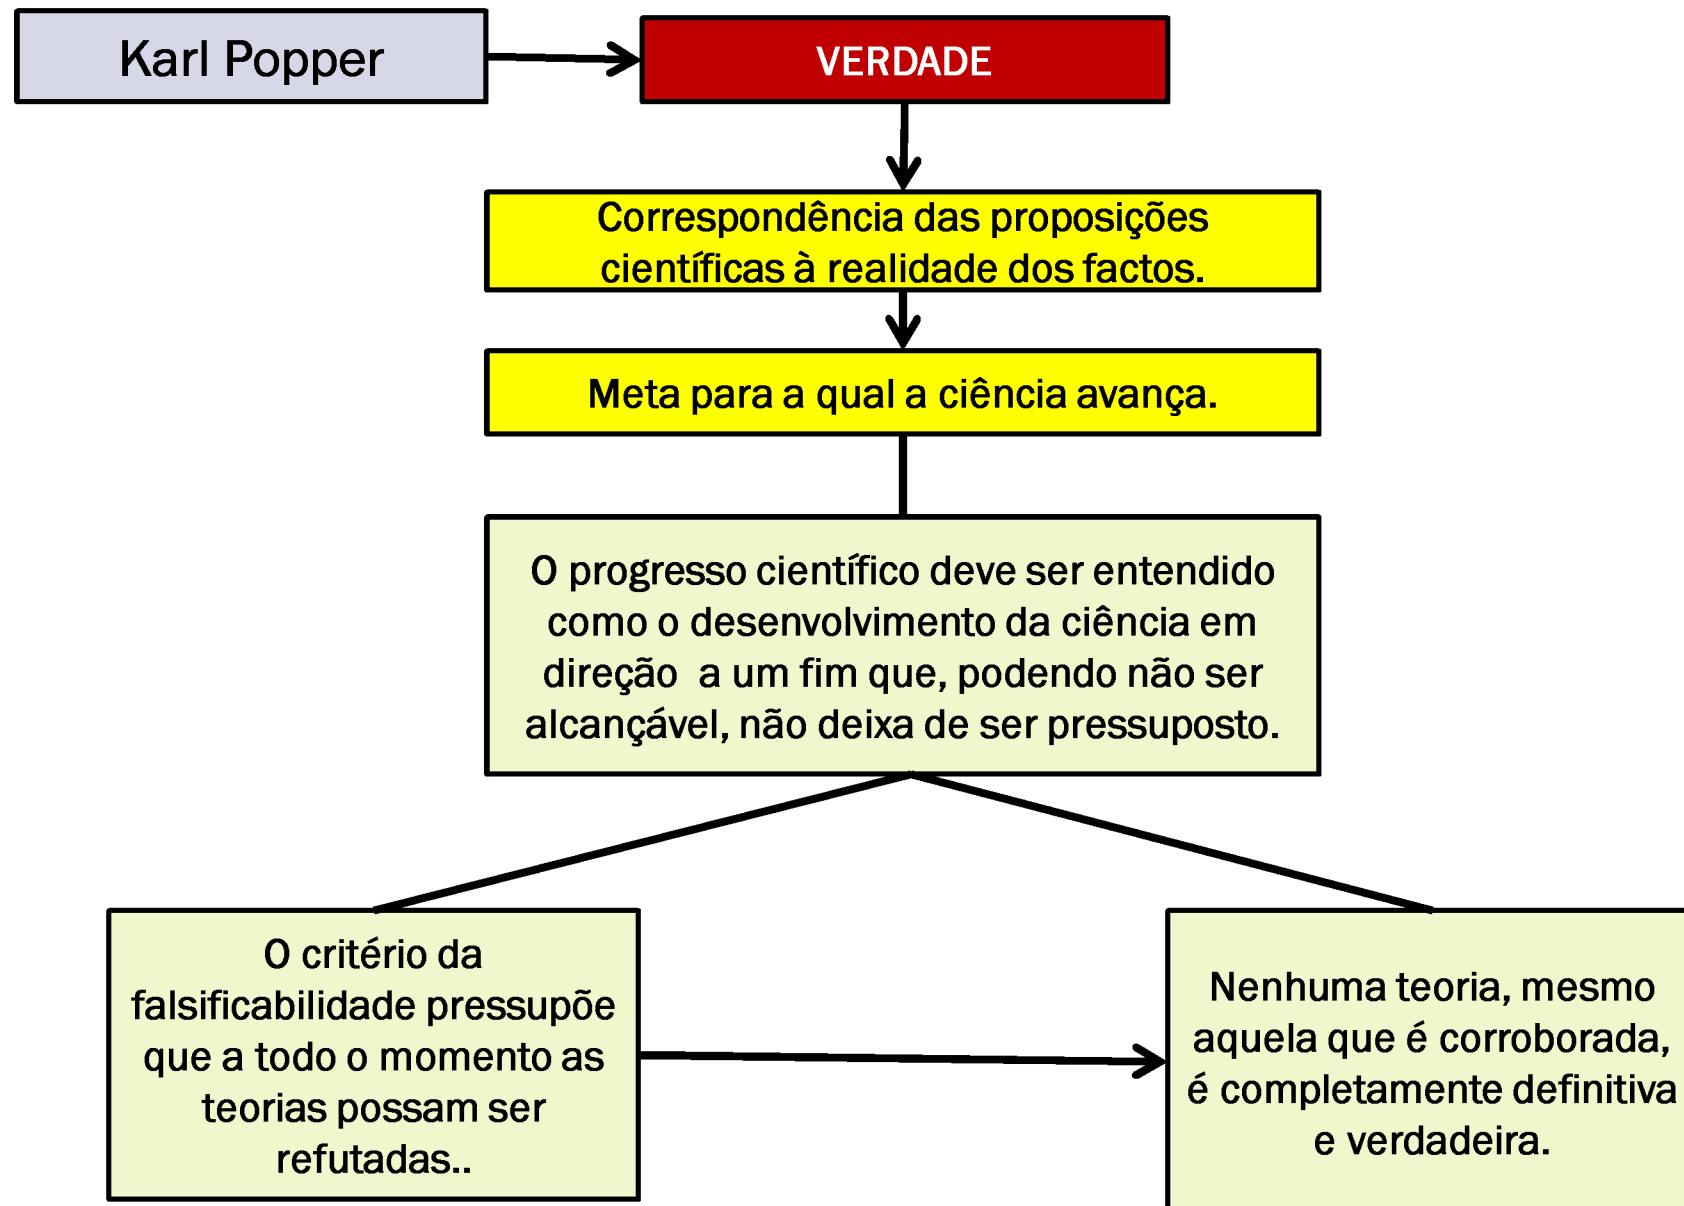 Karl Popper
VERDADE
Correspondência das proposições
científicas à realidade dos factos.
Meta para a qual a ciência avança.
O progresso científico deve ser entendido
como o desenvolvimento da ciência em
direção  a um fim que, podendo não ser
alcançável, não deixa de ser pressuposto.
O critério da
falsificabilidade pressupõe
que a todo o momento as
teorias possam ser
refutadas..
Nenhuma teoria, mesmo
aquela que é corroborada,
é completamente definitiva
e verdadeira.